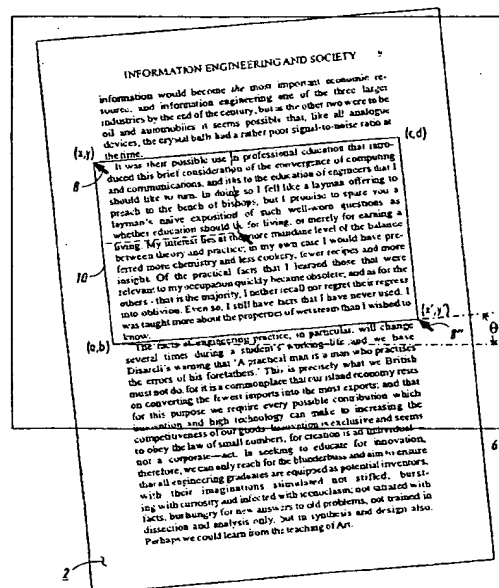 INFORMATION ENGINEERING AND SOCIETY
information would become the most important economic re-
source, and information engineering one of the three larger
industries by the end of the century, but as the other two were to be
oil and automobiles it seems possible that, like all analogue
devices, the crystal ball had a rather poor signal-to-noise ratio at
the time.
(x,y) (c,d)
It was their possible use in professional education that intro-
8
duced this brief consideration of the convergence of computing
and communications, and it is to the education of engineers that I
should like to turn. In doing so I felt like a layman offering to
preach to the bench of bishops, but I promise to spare you a
layman's naive exposition of such well-worn questions as
whether education should be for living, or merely for earning a
living. My interest lies at the more mundane level of the balance
10
between theory and practice; in my own case I would have pre-
ferred more chemistry and less cookery, fewer recipes and more
insight. Of the practical facts that I learned those that were
relevant to my occupation quickly became obsolete, and as for the
others - that is the majority, I neither recall nor regret their regress
into oblivion. Even so, I still have facts that I have never used. I
was taught more about the properties of wet steam than I wished to
know.
(x',y')
8"
θ
(a,b)
The facts of engineering practice, in particular, will change
several times during a student's working-life and we have
Disraeli's warning that 'A practical man is a man who practises
the errors of his forefathers.' This is precisely what we British
must not do, for it is a commonplace that our island economy rests
on converting the fewest imports into the most exports; and that
for this purpose we require every possible contribution which
innovation and high technology can make to increasing the
competitiveness of our goods. Innovation is exclusive and seems
to obey the law of small numbers, for creation is an individual—
not a corporate—act. In seeking to educate for innovation,
therefore, we can only reach for the blunderbuss and aim to ensure
that all engineering graduates are equipped as potential inventors,
with their imaginations stimulated not stifled, burst-
ing with curiosity and infected with iconoclasm; not satiated with
facts, but hungry for new answers to old problems, not trained in
dissection and analysis only, but in synthesis and design also.
Perhaps we could learn from the teaching of Art.
6
2